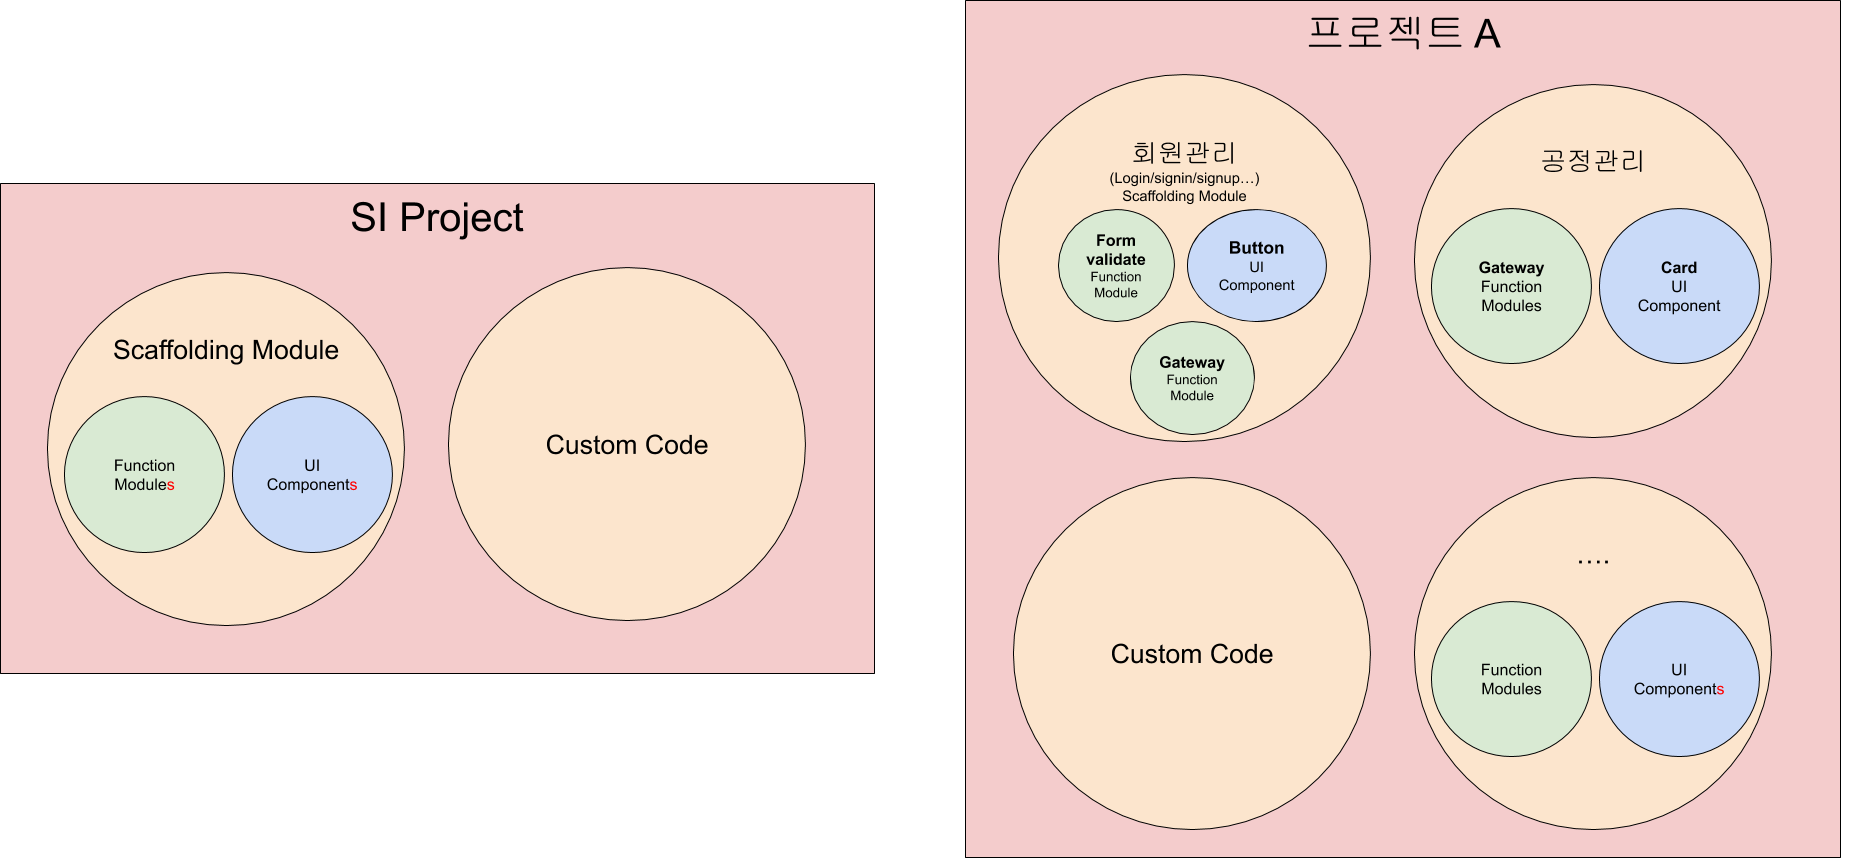 SI Project
Scaffolding Module
Function
Modules
UI
Components
Custom Code
프로젝트 A
회원관리
(Login/signin/signup…)
Scaffolding Module
Form
validate
Function
Module
Button
UI
Component
Gateway
Function
Module
공정관리
Gateway
Function
Modules
Card
UI
Component
Custom Code
....
Function
Modules
UI
Components